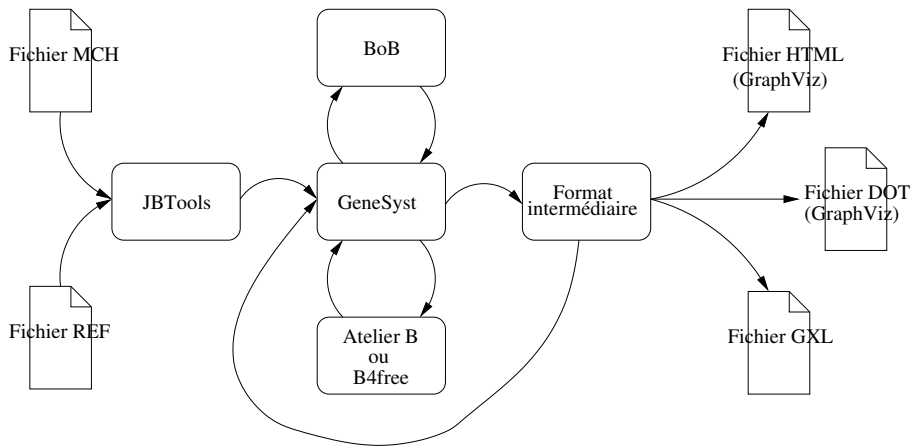 Fichier MCH
BoB
Fichier HTML
(GraphViz)
JBTools
GeneSyst
Format
intermédiaire
Fichier DOT
(GraphViz)
Fichier REF
Atelier B
ou
B4free
Fichier GXL